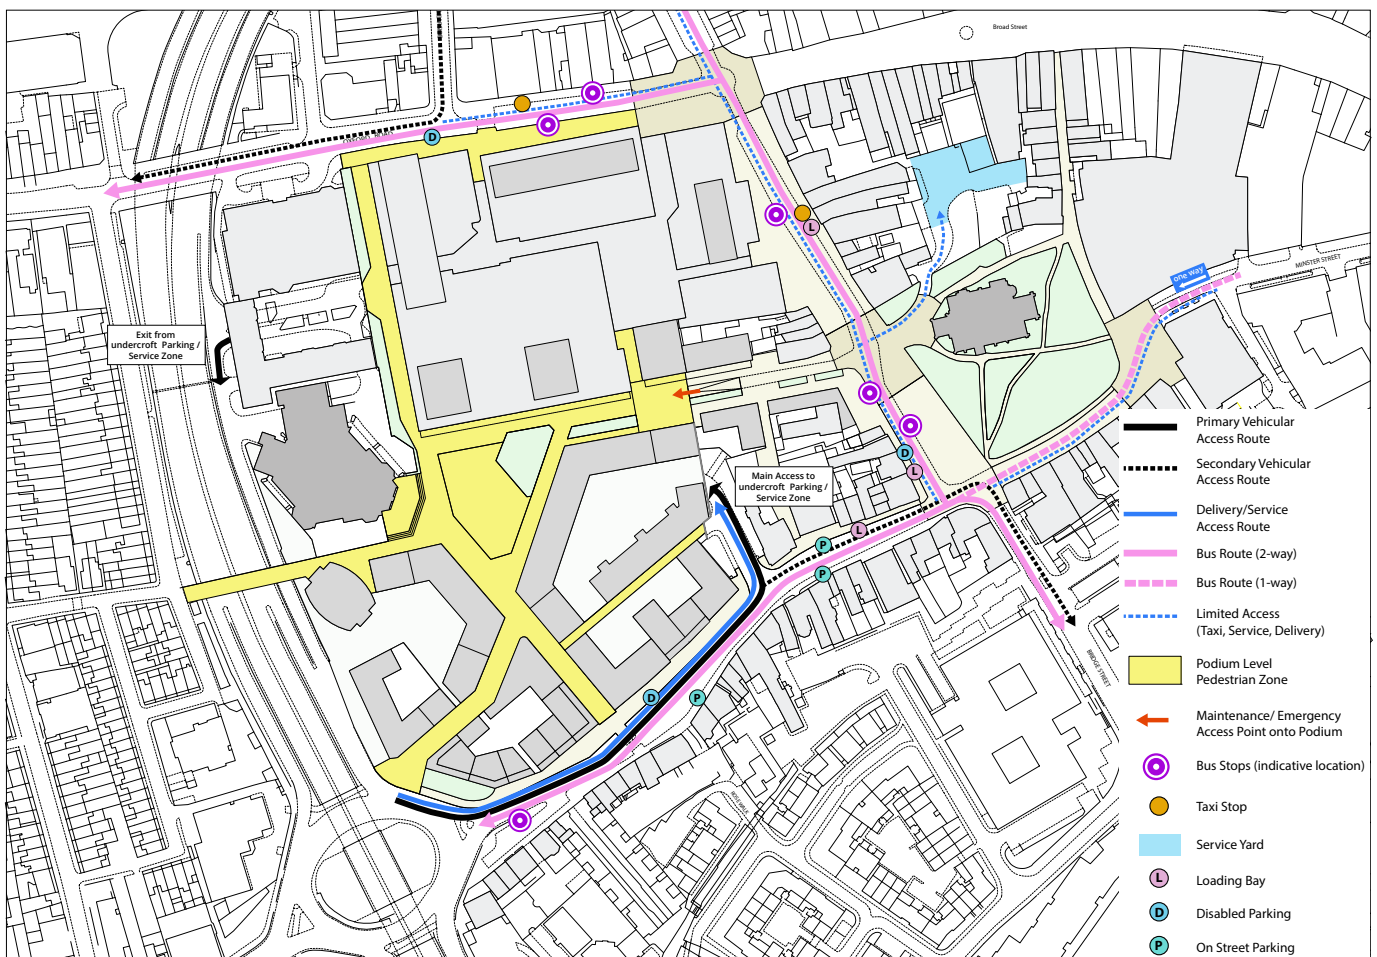 Broad Street
MINSTER STREET
one way
Exit from
undercroft Parking /
Service Zone
Main Access to
undercroft Parking /
Service Zone
D
L
D
L
L
P
P
D
P
BRIDGE STREET
Primary Vehicular
Access Route
Secondary Vehicular
Access Route
Delivery/Service
Access Route
Bus Route (2-way)
Bus Route (1-way)
Limited Access
(Taxi, Service, Delivery)
Podium Level
Pedestrian Zone
Maintenance/ Emergency
Access Point onto Podium
Bus Stops (indicative location)
Taxi Stop
Service Yard
L Loading Bay
D Disabled Parking
P On Street Parking